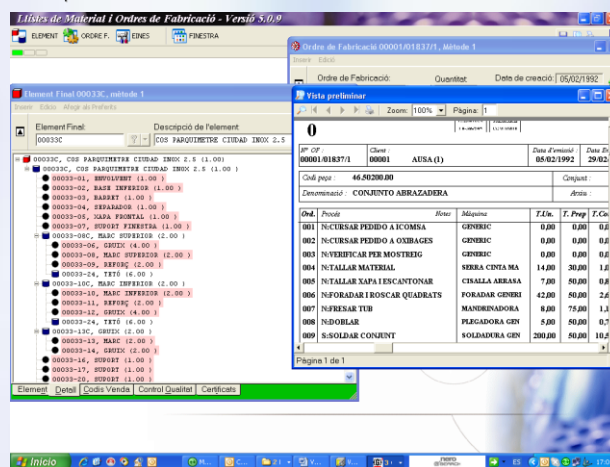 Llistes de Material i Ordres de Fabricació - Versió 5.0.9
ELEMENT ORDRE F. EINES FINESTRA
Ordre de Fabricació 00001/01837/1, Mètode 1
Inserir Edició
Ordre de Fabricació: Quantitat: Data de creació: 05/02/1992
Element Final 00033C, mètode 1
Inserir Edició Afegir als Preferits
Element Final: Descripció de l'element:
00033C ? COS PARQUIMETRE CIUDAD INOX 2.5
00033C, COS PARQUIMETRE CIUDAD INOX 2.5 (1.00)
00033C, COS PARQUIMETRE CIUDAD INOX 2.5 (1.00 )
00033-01, ENVOLVENT (1.00 )
00033-02, BASE INFERIOR (1.00 )
00033-03, BARRET (1.00 )
00033-04, SEPARADOR (1.00 )
00033-05, XAPA FRONTAL (1.00 )
00033-07, SUPORT FINESTRA (1.00 )
00033-08C, MARC SUPERIOR (2.00 )
00033-06, GRUIX (4.00 )
00033-08, MARC SUPERIOR (2.00 )
00033-09, REFORÇ (2.00 )
00033-24, TETÓ (6.00 )
00033-10C, MARC INFERIOR (2.00 )
00033-10, MARC INFERIOR (2.00 )
00033-11, REFORÇ (2.00 )
00033-12, GRUIX (4.00 )
00033-24, TETÓ (6.00 )
00033-13C, GRUIX (2.00 )
00033-13, MARC (2.00 )
00033-14, GRUIX (2.00 )
00033-16, SUPORT (1.00 )
00033-17, SUPORT (1.00 )
00033-20, SUPORT (1.00 )
Element Detall Codis Venda Control Qualitat Certificats
Vista preliminar
Zoom: 100% Página: 1
0
Nº OF : Client : Data d'emisió :
00001/01837/1 00001 AUSA (1) 05/02/1992 29/02
Codi peça : 46.50200.00 Conjunt :
Denominació : CONJUNTO ABRAZADERA Arxiu :
Ord. Procés Notes Màquina T.Un. T. Prep
001 N:CURSAR PEDIDO A ICOMSA GENERIC 0,00 0,00
002 N:CURSAR PEDIDO A OXIBAGES GENERIC 0,00 0,00
003 N:VERIFICAR PER MOSTREIG GENERIC 0,00 0,00
004 N:TALLAR MATERIAL SERRA CINTA MA 14,00 30,00
005 N:TALLAR XAPA I ESCANTONAR CISALLA ARRASA 7,00 50,00
006 N:FORADAR I ROSCAR QUADRATS FORADAR GENERI 42,00 50,00
007 N:FRESAR TUB MANDRINADORA 8,00 75,00
008 N:DOBLAR PLEGADORA GEN 5,00 50,00
009 S:SOLDAR CONJUNT SOLDADURA GEN 200,00 50,00
Página 1 de 1
Inicio nero ES 17:0